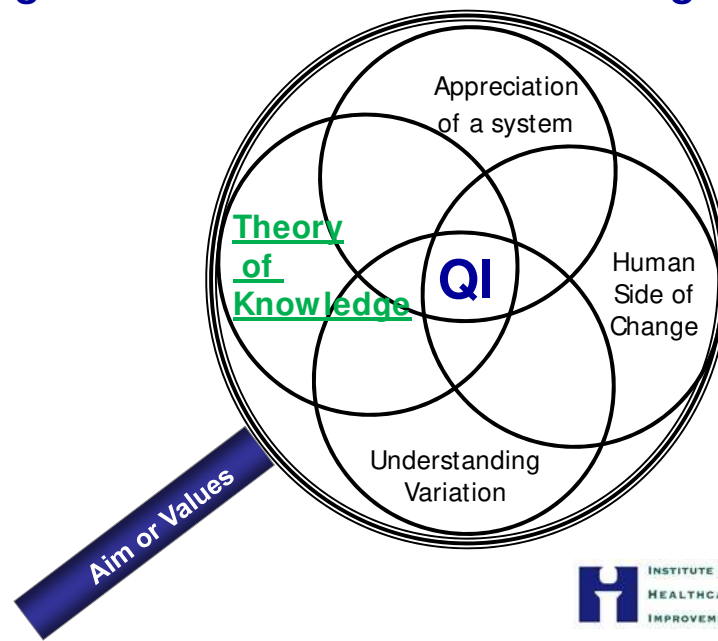 Appreciation
of a system
Theory
of
Knowledge
QI
Human
Side of
Change
Understanding
Variation
Aim or Values
INSTITUTE
HEALTHCA
IMPROVEM